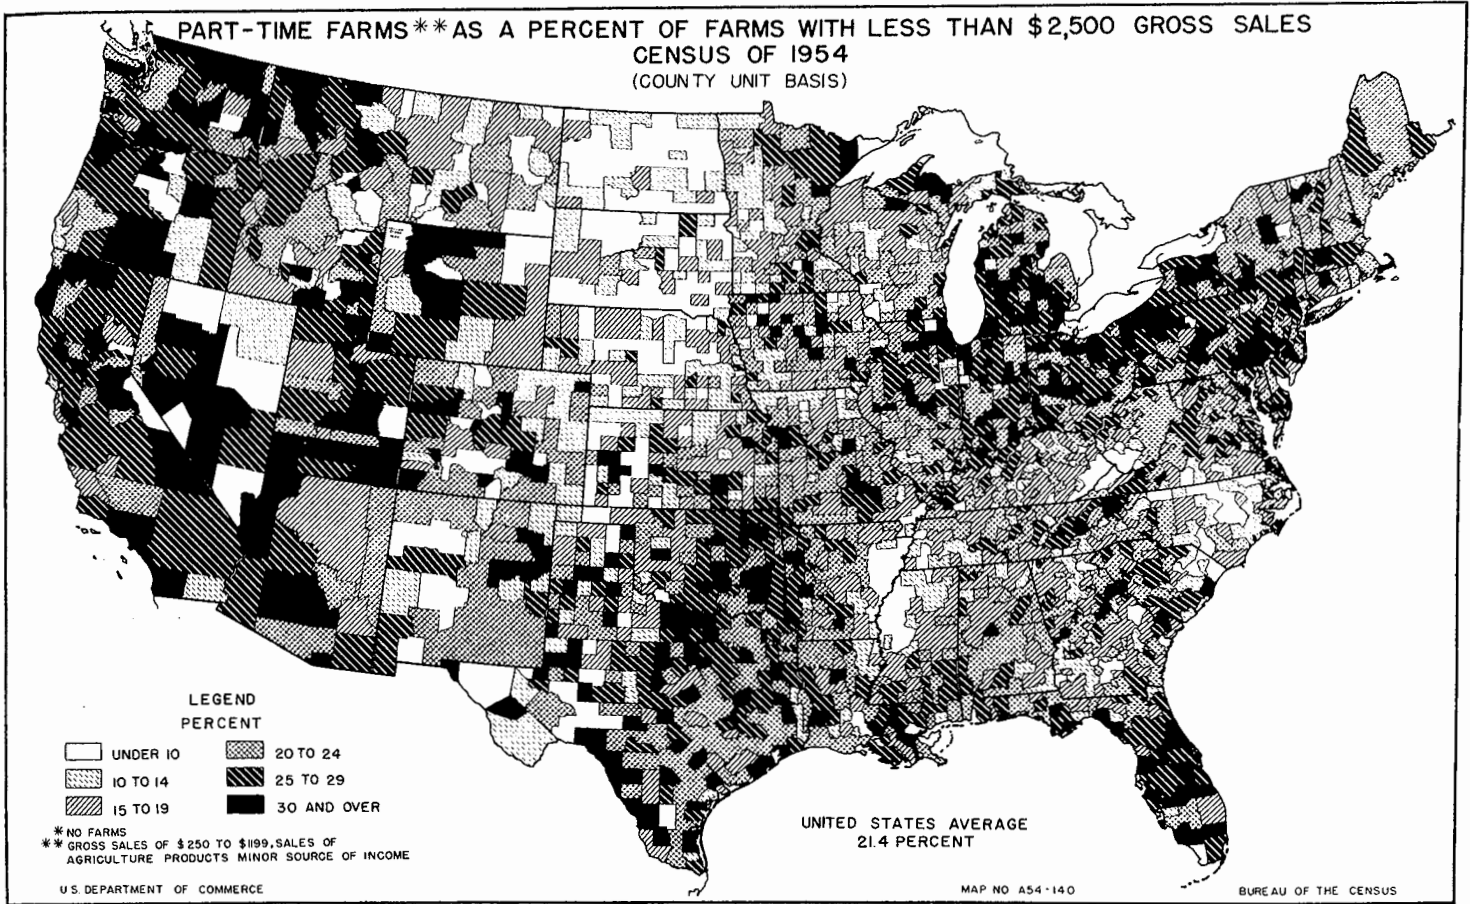 PART-TIME FARMS**AS A PERCENT OF FARMS WITH LESS THAN $2,500 GROSS SALES
CENSUS OF 1954
(COUNTY UNIT BASIS)
LEGEND
PERCENT
UNDER 10
10 TO 14
15 TO 19
20 TO 24
25 TO 29
30 AND OVER
* NO FARMS
** GROSS SALES OF $250 TO $1199, SALES OF
AGRICULTURE PRODUCTS MINOR SOURCE OF INCOME
UNITED STATES AVERAGE
21.4 PERCENT
U.S. DEPARTMENT OF COMMERCE
MAP NO A54-140
BUREAU OF THE CENSUS